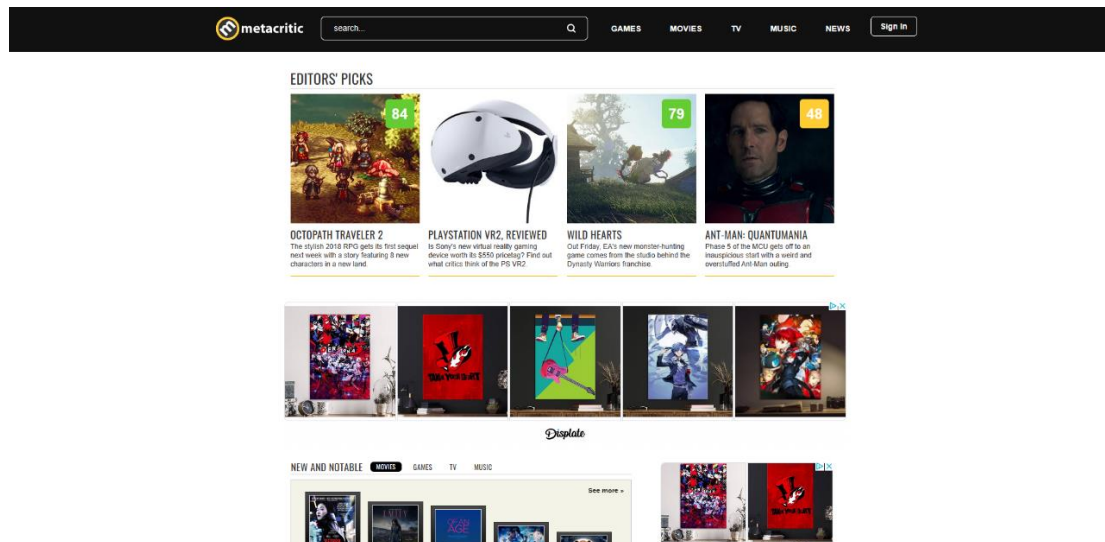 metacritic
search...
GAMES
MOVIES
TV
MUSIC
NEWS
Sign In
EDITORS' PICKS
84
79
48
OCTOPATH TRAVELER 2
The stylish 2018 RPG gets its first sequel
next week with a story featuring 8 new
characters in a new land.
PLAYSTATION VR2, REVIEWED
Is Sony's new virtual reality gaming
device worth its $550 pricetag? Find out
what critics think of the PS VR2.
WILD HEARTS
Out Friday, EA's new monster-hunting
game comes from the studio behind the
Dynasty Warriors franchise.
ANT-MAN: QUANTUMANIA
Phase 5 of the MCU gets off to an
inauspicious start with a weird and
overstuffed Ant-Man outing.
TAKE YOUR HEART
Displate
NEW AND NOTABLE
MOVIES
GAMES
TV
MUSIC
See more »